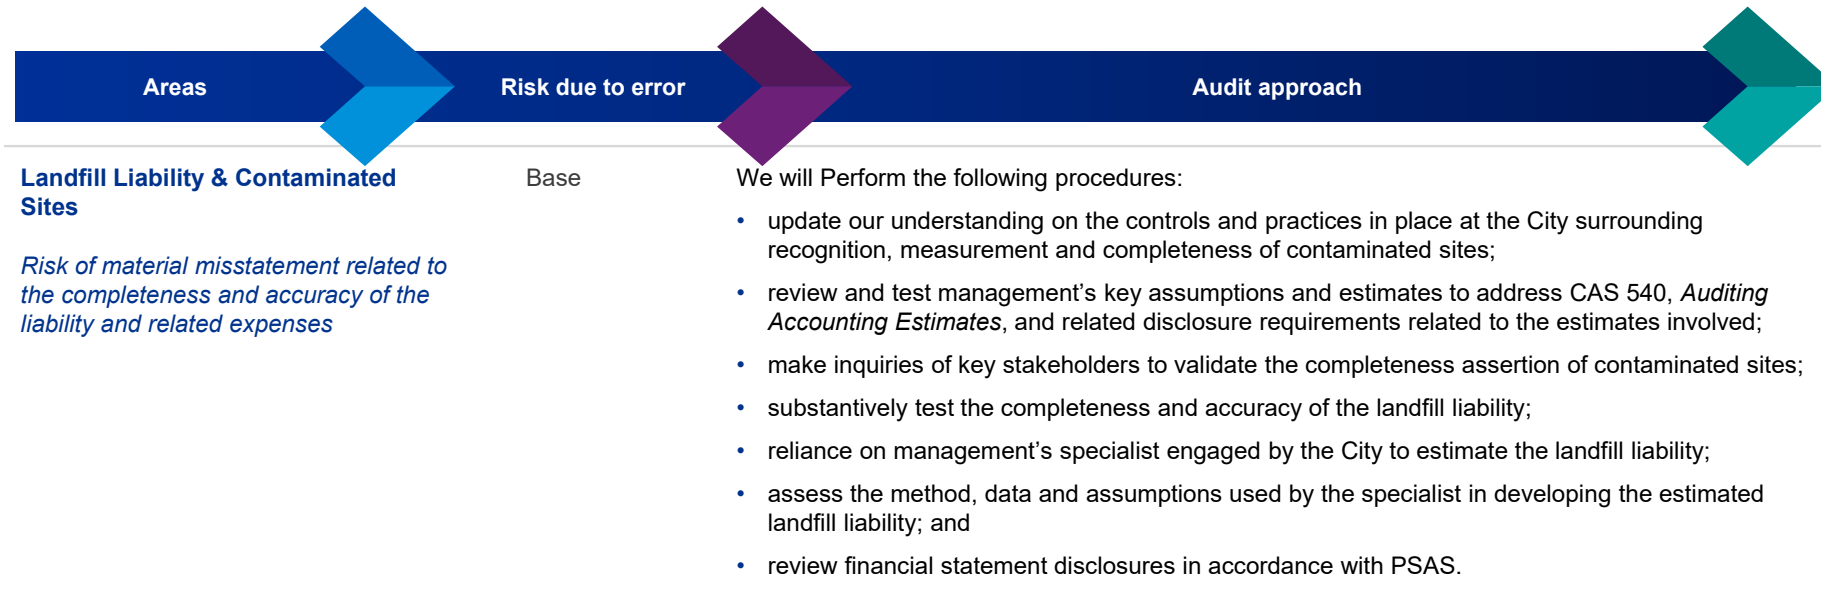 Areas
Risk due to error
Audit approach
Landfill Liability & Contaminated
Sites
Risk of material misstatement related to
the completeness and accuracy of the
liability and related expenses
Base
We will Perform the following procedures:
• update our understanding on the controls and practices in place at the City surrounding
recognition, measurement and completeness of contaminated sites;
• review and test management’s key assumptions and estimates to address CAS 540, Auditing
Accounting Estimates, and related disclosure requirements related to the estimates involved;
• make inquiries of key stakeholders to validate the completeness assertion of contaminated sites;
• substantively test the completeness and accuracy of the landfill liability;
• reliance on management’s specialist engaged by the City to estimate the landfill liability;
• assess the method, data and assumptions used by the specialist in developing the estimated
landfill liability; and
• review financial statement disclosures in accordance with PSAS.